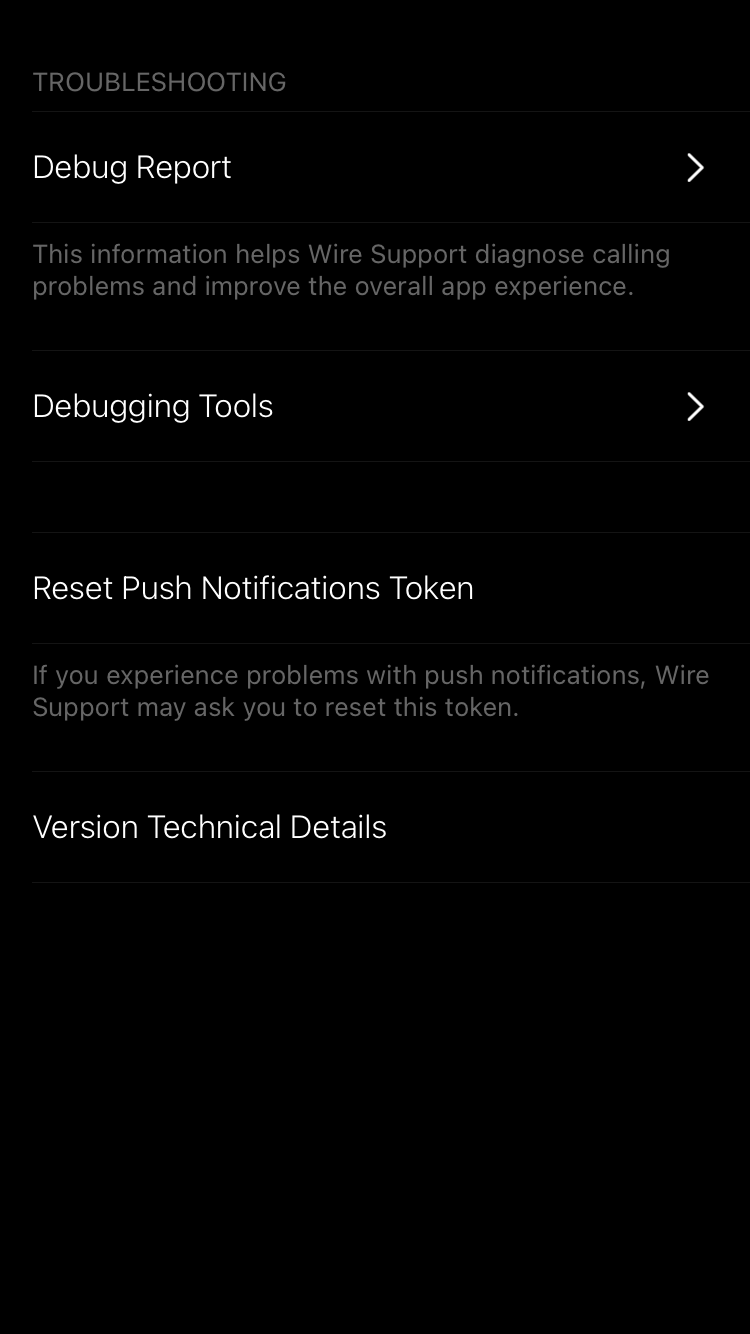 TROUBLESHOOTING
Debug Report
This information helps Wire Support diagnose calling
problems and improve the overall app experience.
Debugging Tools
Reset Push Notifications Token
If you experience problems with push notifications, Wire
Support may ask you to reset this token.
Version Technical Details